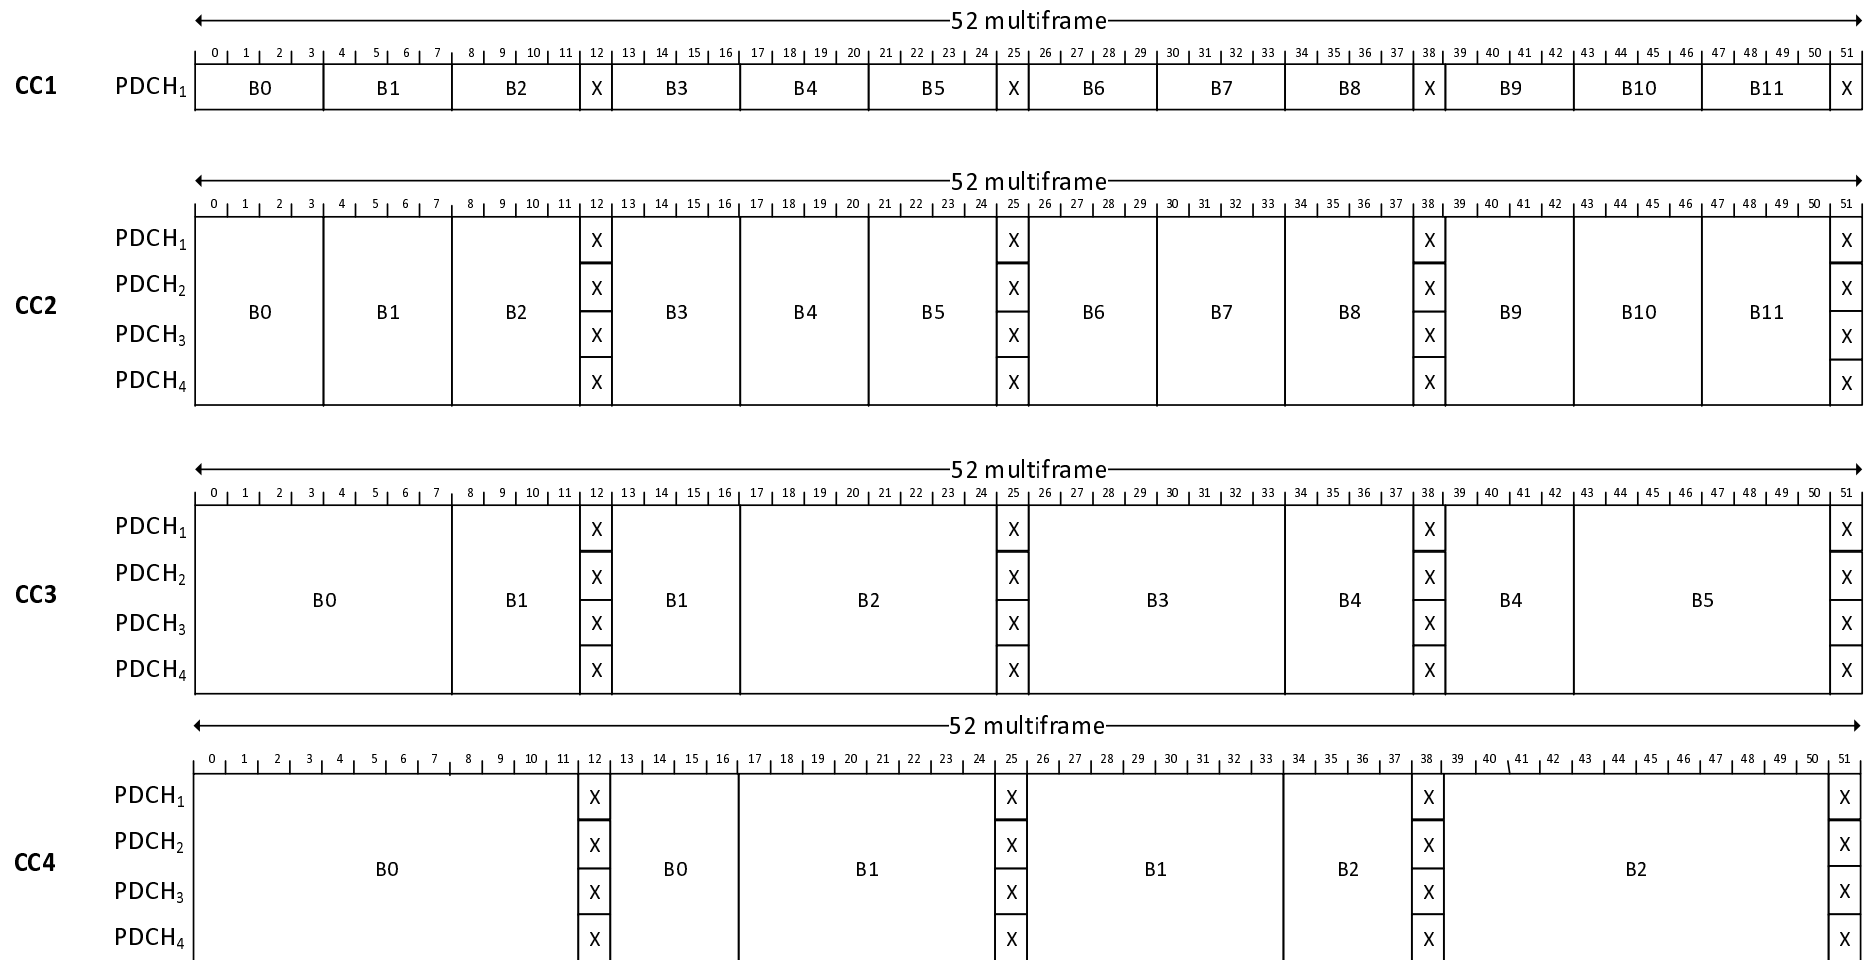 52 multiframe
0 1 2 3 4 5 6 7 8 9 10 11 12 13 14 15 16 17 18 19 20 21 22 23 24 25 26 27 28 29 30 31 32 33 34 35 36 37 38 39 40 41 42 43 44 45 46 47 48 49 50 51
CC1 PDCH1 B0 B1 B2 X B3 B4 B5 X B6 B7 B8 X B9 B10 B11 X
52 multiframe
0 1 2 3 4 5 6 7 8 9 10 11 12 13 14 15 16 17 18 19 20 21 22 23 24 25 26 27 28 29 30 31 32 33 34 35 36 37 38 39 40 41 42 43 44 45 46 47 48 49 50 51
PDCH1 X X X X
PDCH2 X X X X
CC2 B0 B1 B2 B3 B4 B5 B6 B7 B8 B9 B10 B11
PDCH3 X X X X
PDCH4 X X X X
52 multiframe
0 1 2 3 4 5 6 7 8 9 10 11 12 13 14 15 16 17 18 19 20 21 22 23 24 25 26 27 28 29 30 31 32 33 34 35 36 37 38 39 40 41 42 43 44 45 46 47 48 49 50 51
PDCH1 X X X X
PDCH2 X X X X
CC3 B0 B1 B1 B2 B3 B4 B4 B5
PDCH3 X X X X
PDCH4 X X X X
52 multiframe
0 1 2 3 4 5 6 7 8 9 10 11 12 13 14 15 16 17 18 19 20 21 22 23 24 25 26 27 28 29 30 31 32 33 34 35 36 37 38 39 40 41 42 43 44 45 46 47 48 49 50 51
PDCH1 X X X X
PDCH2 X X X X
CC4 B0 B0 B1 B1 B2 B2
PDCH3 X X X X
PDCH4 X X X X